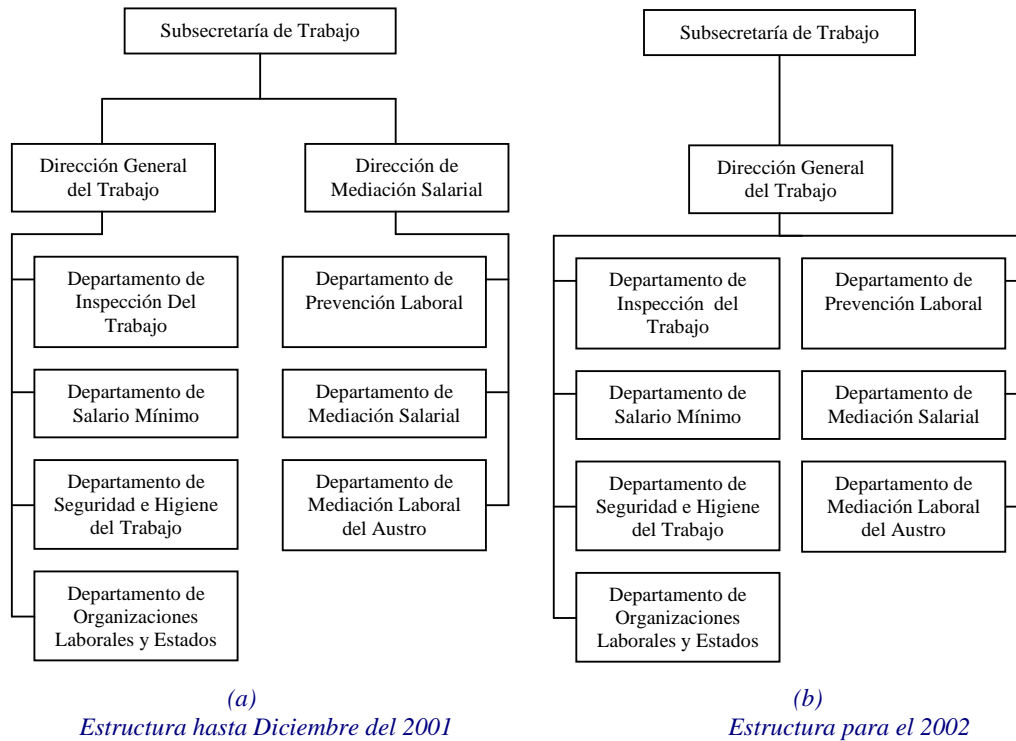 Subsecretaría de Trabajo
Dirección General
del Trabajo
Dirección de
Mediación Salarial
Departamento de
Inspección Del
Trabajo
Departamento de
Prevención Laboral
Departamento de
Salario Mínimo
Departamento de
Mediación Salarial
Departamento de
Seguridad e Higiene
del Trabajo
Departamento de
Mediación Laboral
del Austro
Departamento de
Organizaciones
Laborales y Estados
(a)
Estructura hasta Diciembre del 2001
Subsecretaría de Trabajo
Dirección General
del Trabajo
Departamento de
Inspección del
Trabajo
Departamento de
Prevención Laboral
Departamento de
Salario Mínimo
Departamento de
Mediación Salarial
Departamento de
Seguridad e Higiene
del Trabajo
Departamento de
Mediación Laboral
del Austro
Departamento de
Organizaciones
Laborales y Estados
(b)
Estructura para el 2002